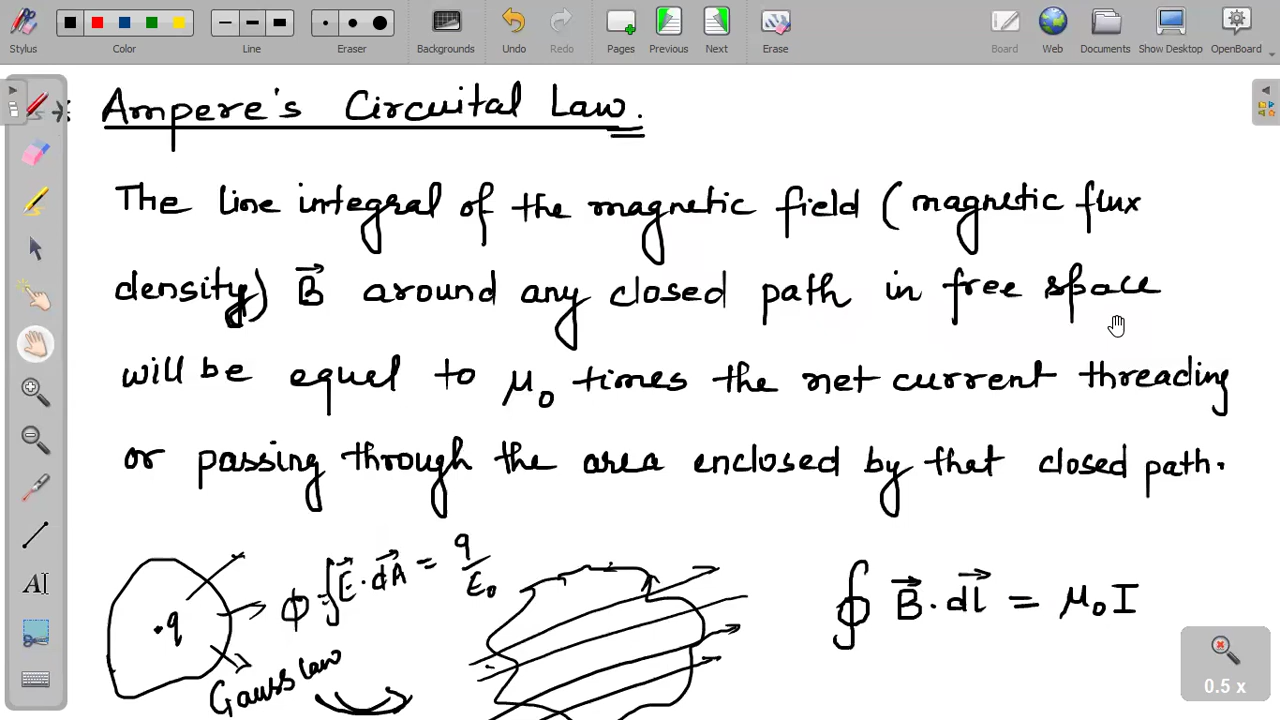 Stylus
Color
Line
Eraser
Backgrounds
Undo
Redo
Pages
Previous
Next
Erase
Board
Web
Documents
Show Desktop
OpenBoard
Ampere's Circuital Law.
The line integral of the magnetic field (magnetic flux
density) B⃗ around any closed path in free space
will be equal to μ₀ times the net current threading
or passing through the area enclosed by that closed path.
q
ϕ ∫E⃗·dA⃗ = q/ε₀
Gauss law
∮ B⃗·dl⃗ = μ₀I
0.5 x